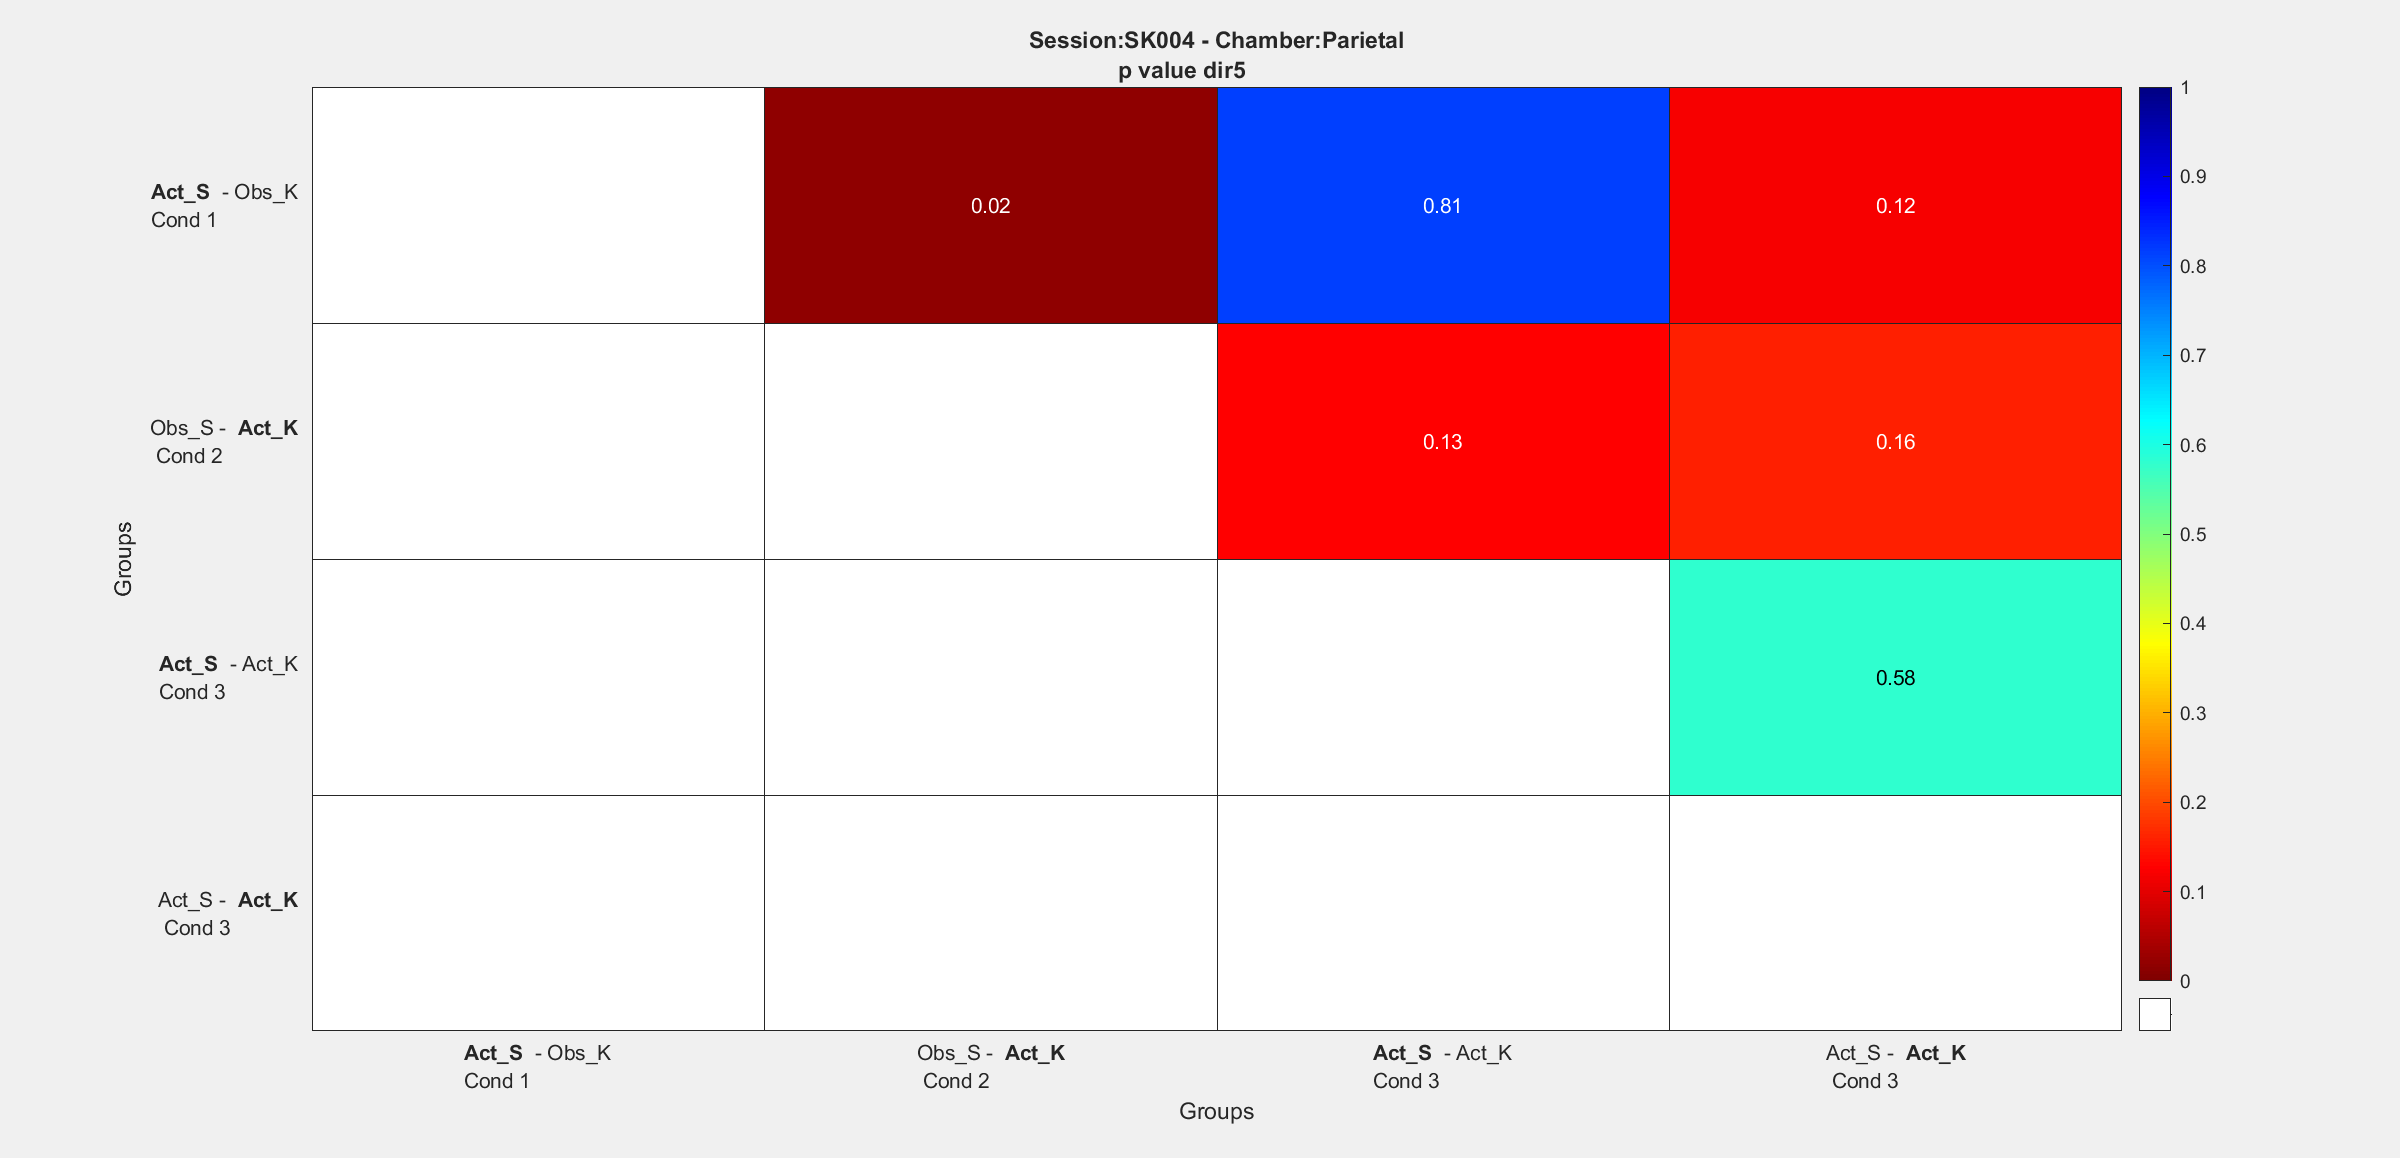 Session:SK004 - Chamber:Parietal
p value dir5
Act_S - Obs_K
Cond 1
0.02
0.81
0.12
Obs_S - Act_K
Cond 2
0.13
0.16
Act_S - Act_K
Cond 3
0.58
Act_S - Act_K
Cond 3
Groups
Act_S - Obs_K
Cond 1
Obs_S - Act_K
Cond 2
Act_S - Act_K
Cond 3
Act_S - Act_K
Cond 3
Groups
1
0.9
0.8
0.7
0.6
0.5
0.4
0.3
0.2
0.1
0